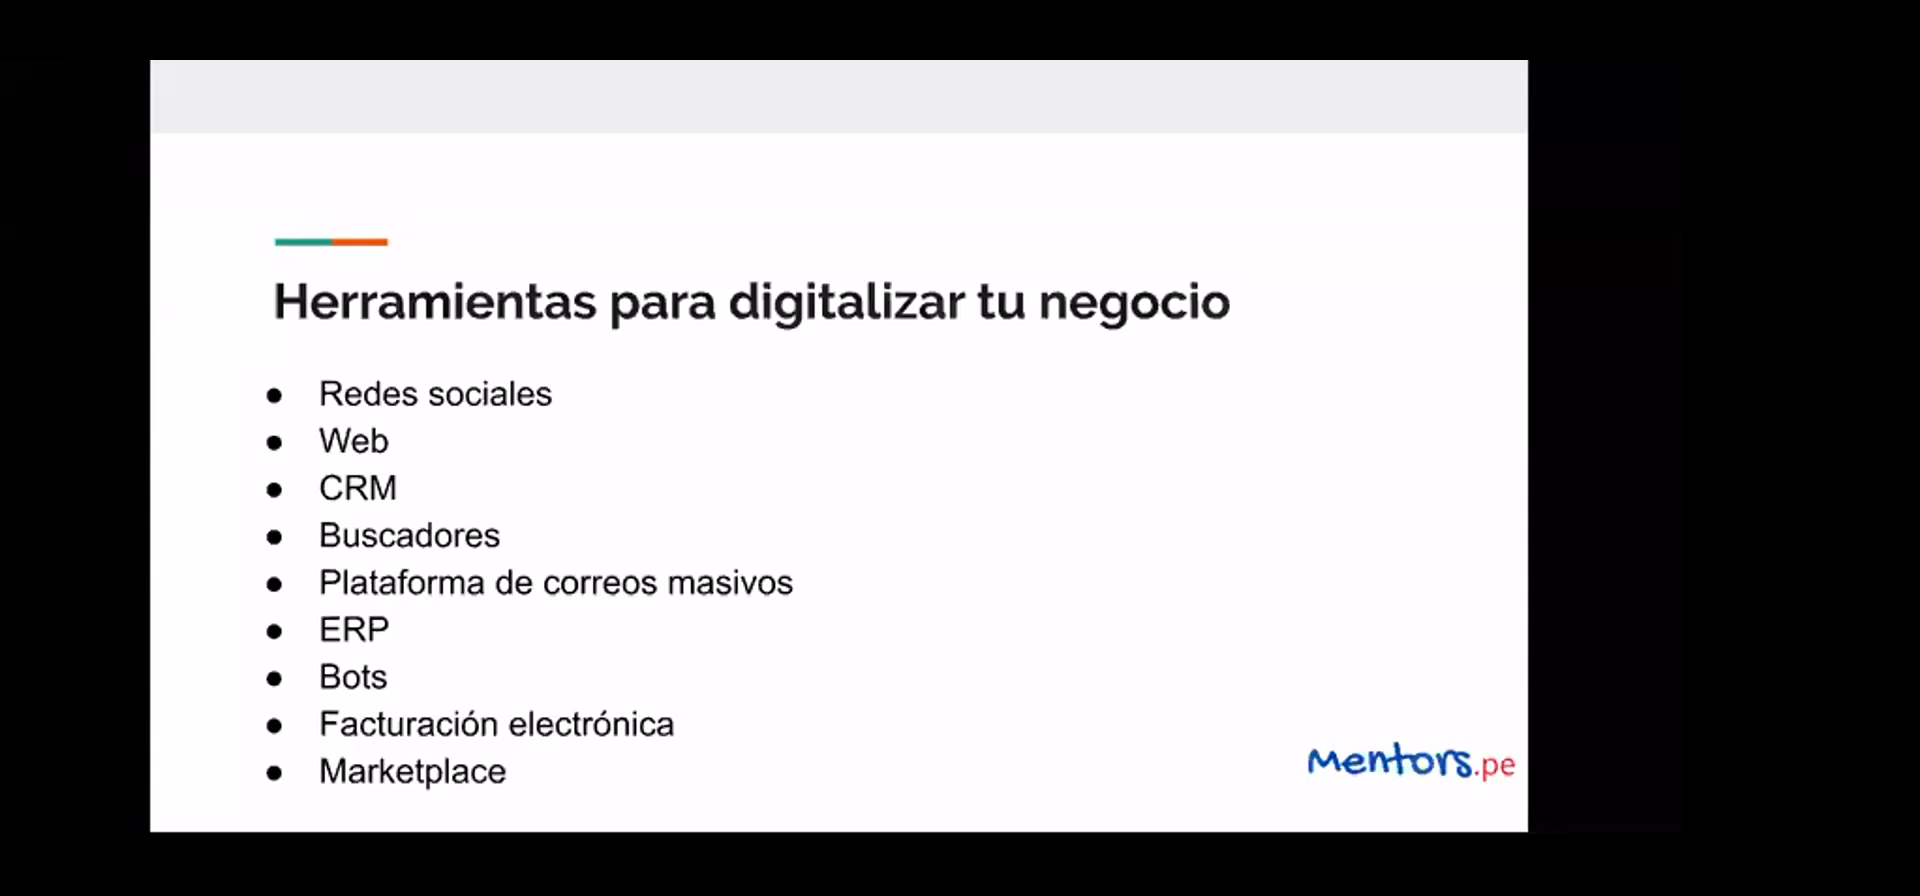 Herramientas para digitalizar tu negocio
● Redes sociales
● Web
● CRM
● Buscadores
● Plataforma de correos masivos
● ERP
● Bots
● Facturación electrónica
● Marketplace
mentors.pe